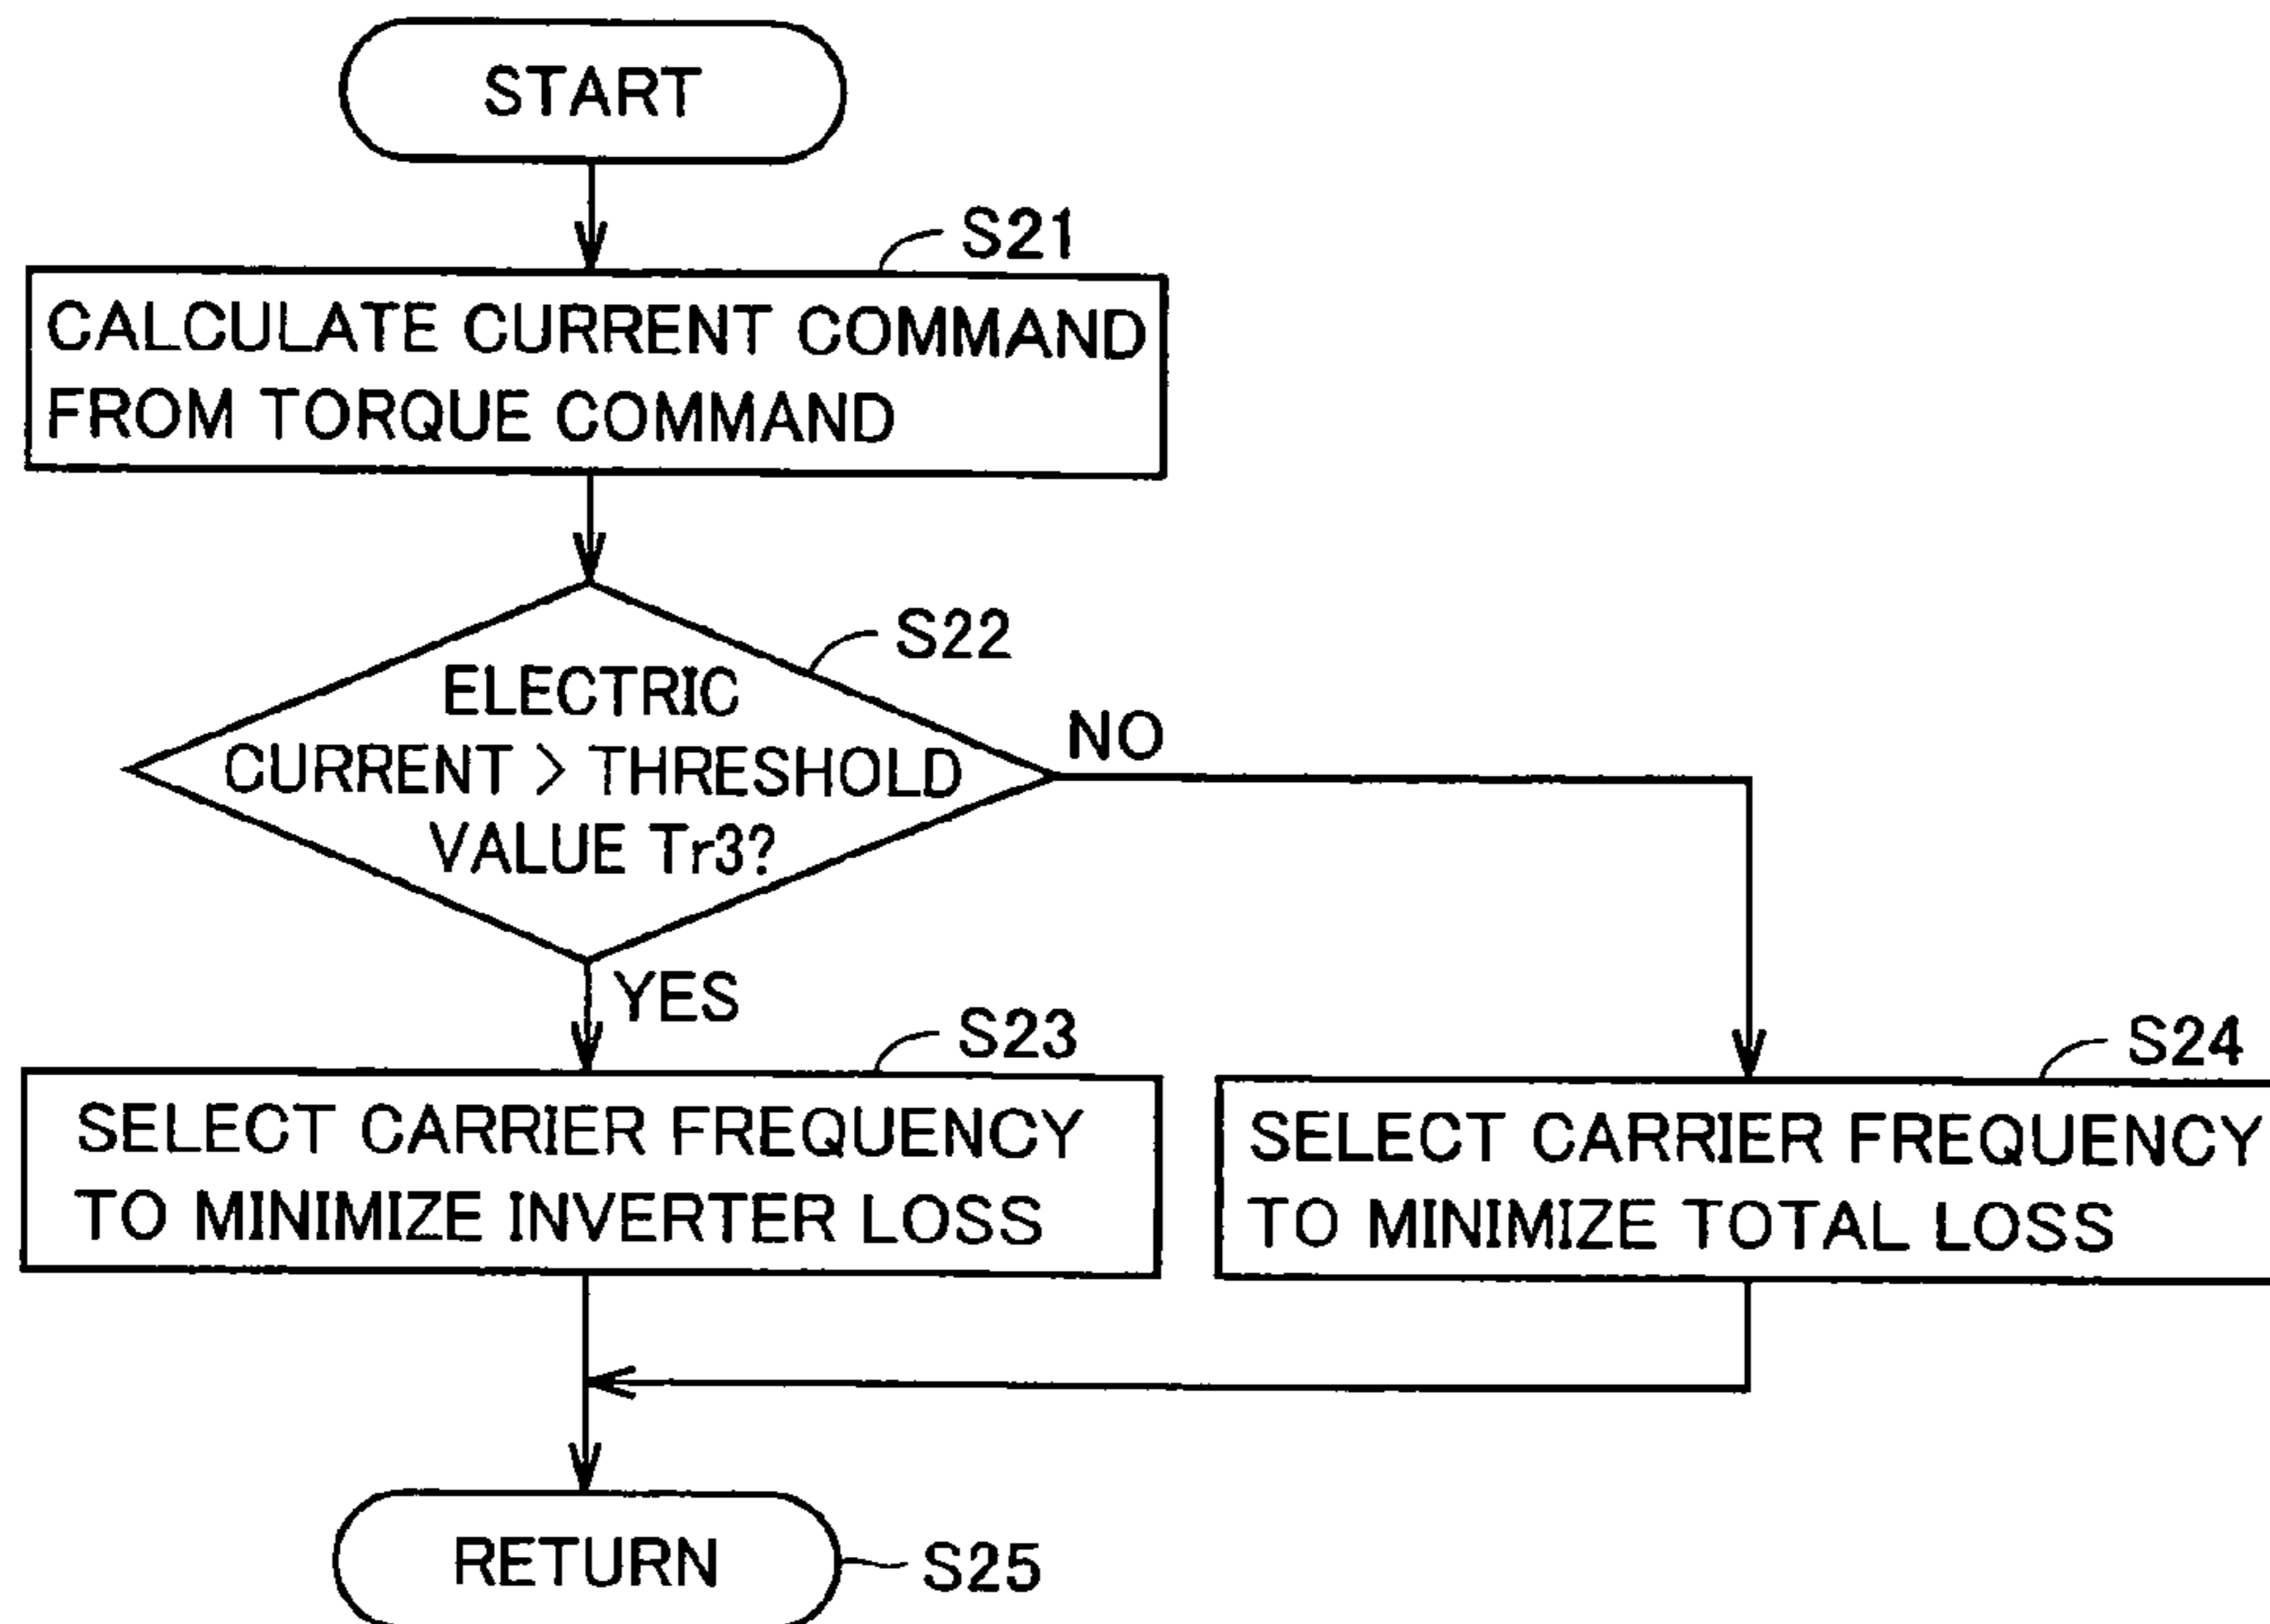 START
S21
CALCULATE CURRENT COMMAND
FROM TORQUE COMMAND
S22
ELECTRIC
CURRENT > THRESHOLD
VALUE Tr3?
NO
YES
S23
SELECT CARRIER FREQUENCY
TO MINIMIZE INVERTER LOSS
S24
SELECT CARRIER FREQUENCY
TO MINIMIZE TOTAL LOSS
RETURN
S25